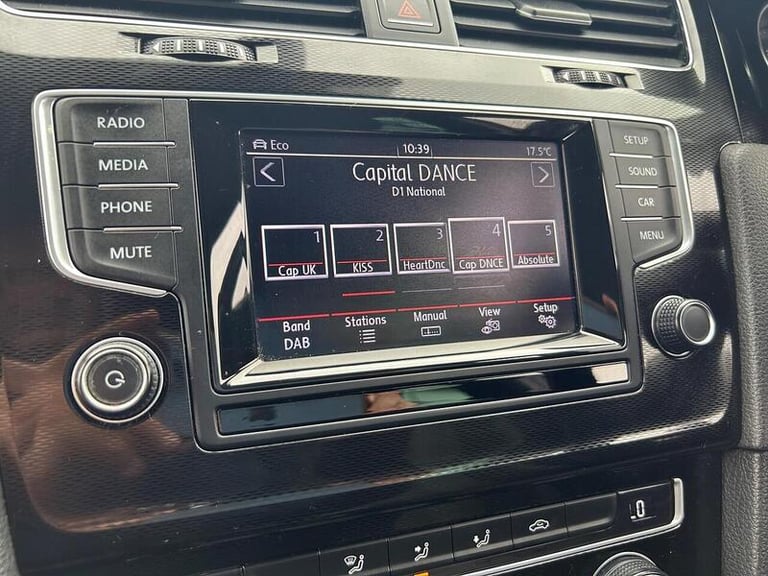 RADIO
MEDIA
PHONE
MUTE
Eco 10:39 17.5°C
Capital DANCE
D1 National
1 2 3 4 5
Cap UK KISS HeartDnc Cap DNCE Absolute
Band Stations Manual View Setup
DAB
SETUP
SOUND
CAR
MENU
0